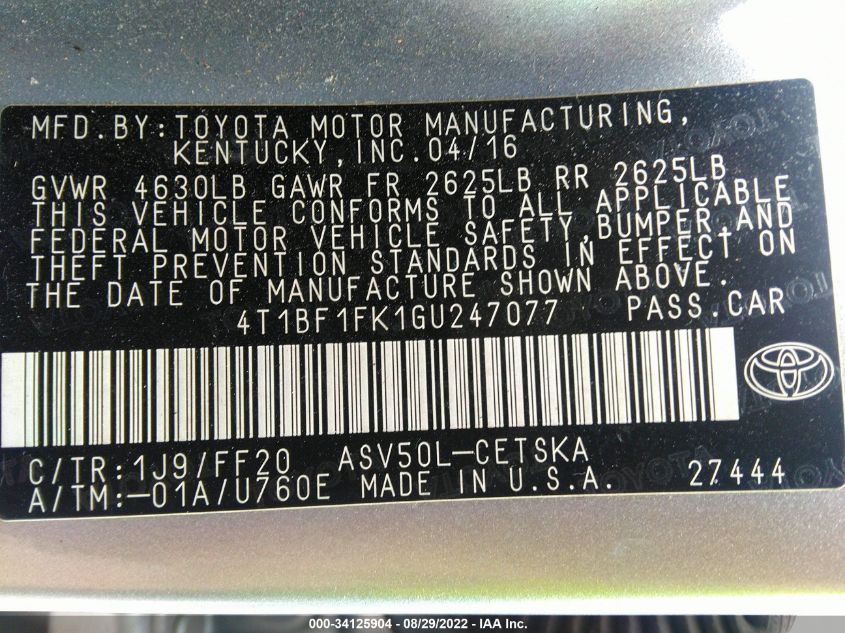 MFD.BY:TOYOTA MOTOR MANUFACTURING,
KENTUCKY,INC.04/16
GVWR 4630LB GAWR FR 2625LB RR 2625LB
THIS VEHICLE CONFORMS TO ALL APPLICABLE
FEDERAL MOTOR VEHICLE SAFETY,BUMPER,AND
THEFT PREVENTION STANDARDS IN EFFECT ON
THE DATE OF MANUFACTURE SHOWN ABOVE.
4T1BF1FK1GU247077 PASS.CAR
C/TR:1J9/FF20 ASV50L-CETSKA
A/TM:-01A/U760E MADE IN U.S.A. 27444
000-34125904 - 08/29/2022 - IAA Inc.